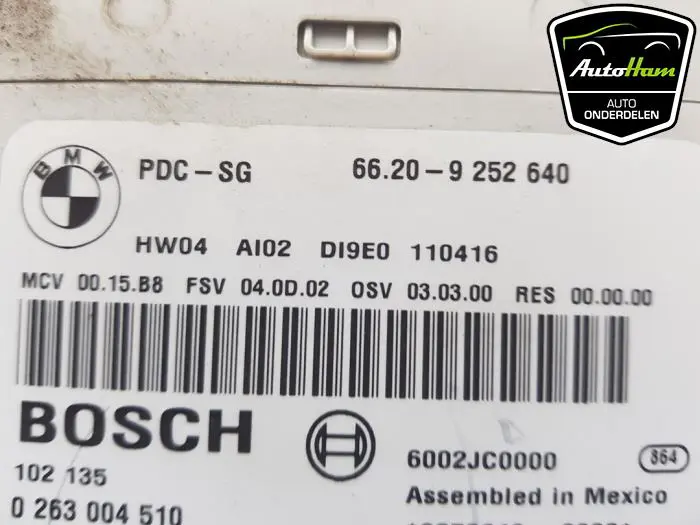 AutoHam
AUTO
ONDERDELEN
BMW
PDC-SG 66.20-9 252 640
HW04 AI02 DI9E0 110416
MCV 00.15.B8 FSV 04.0D.02 OSV 03.03.00 RES 00.00.00
BOSCH
6002JC0000 864
102 135
Assembled in Mexico
0 263 004 510